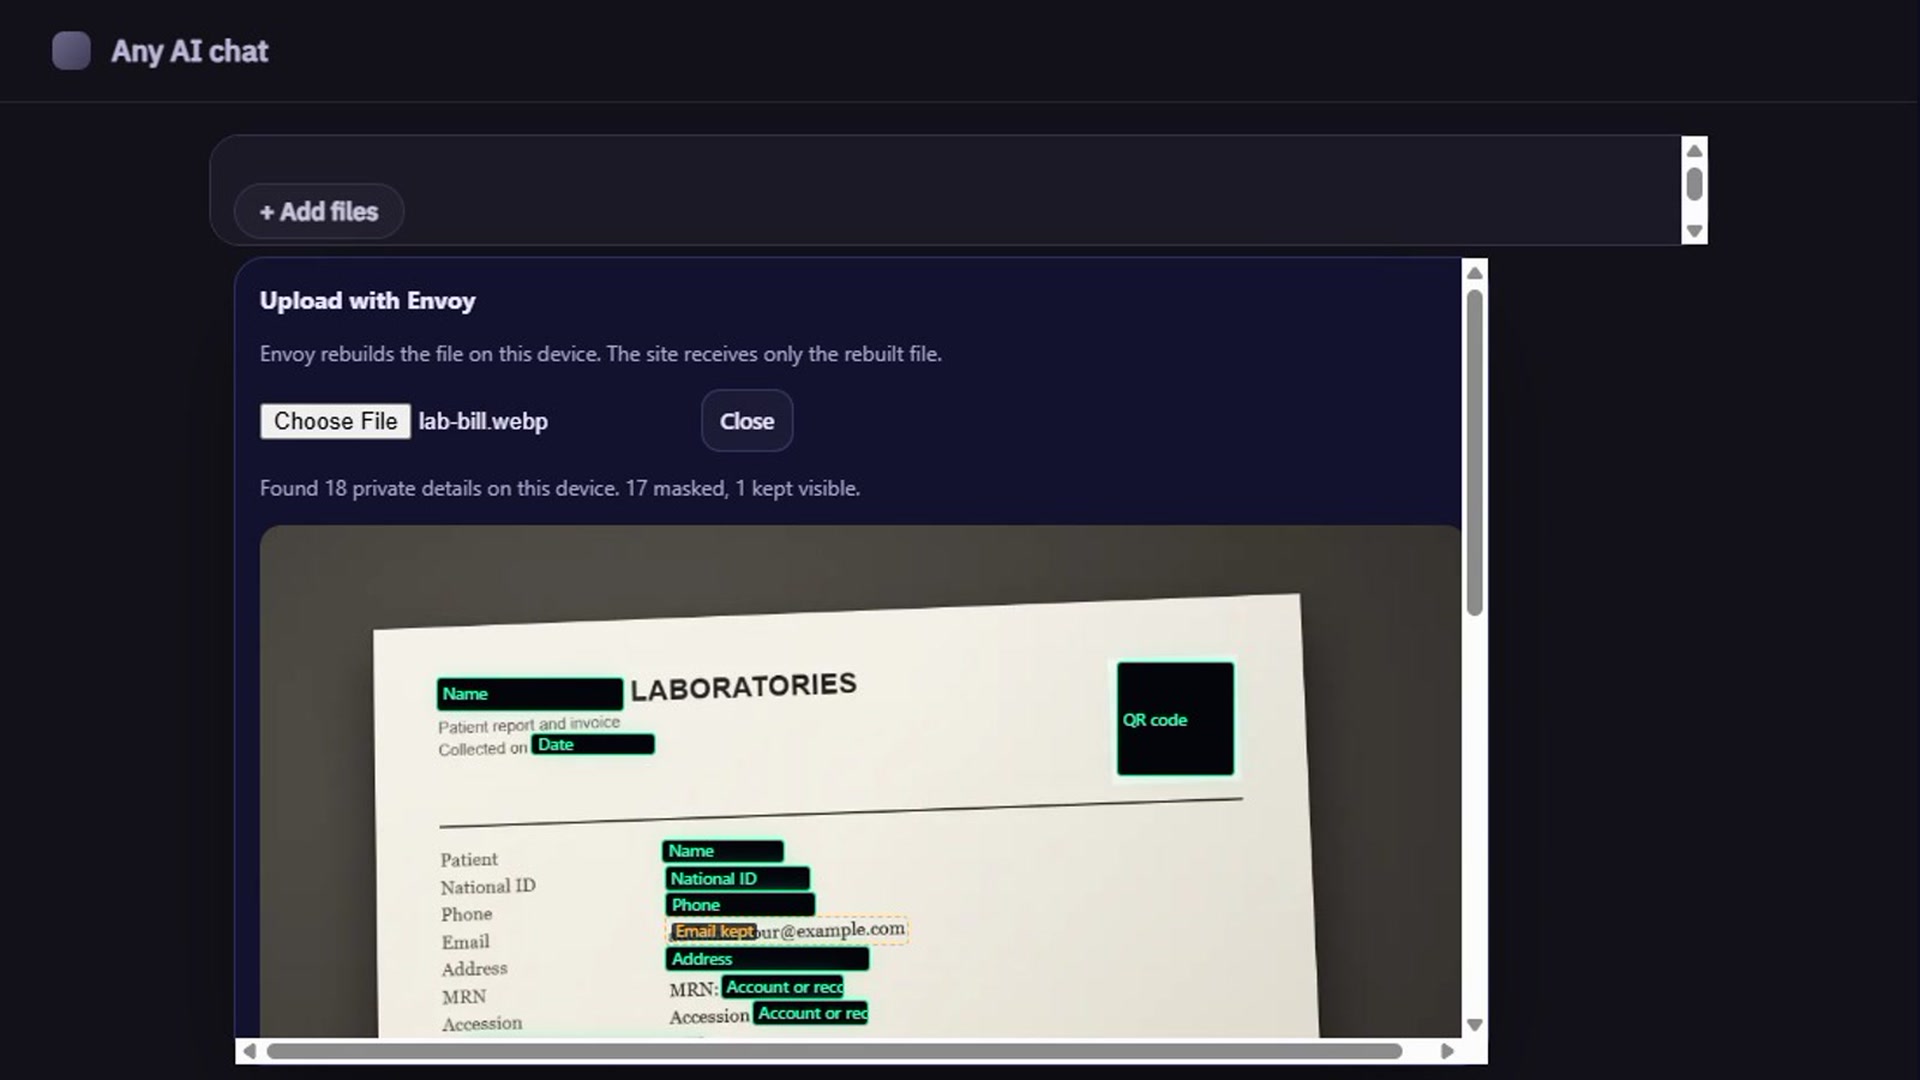 Any AI chat
+ Add files
Upload with Envoy
Envoy rebuilds the file on this device. The site receives only the rebuilt file.
Choose File lab-bill.webp Close
Found 18 private details on this device. 17 masked, 1 kept visible.
Name LABORATORIES
QR code
Patient report and invoice
Collected on Date
Patient Name
National ID National ID
Phone Phone
Email Email kept our@example.com
Address Address
MRN MRN: Account or reco
Accession Accession Account or rec